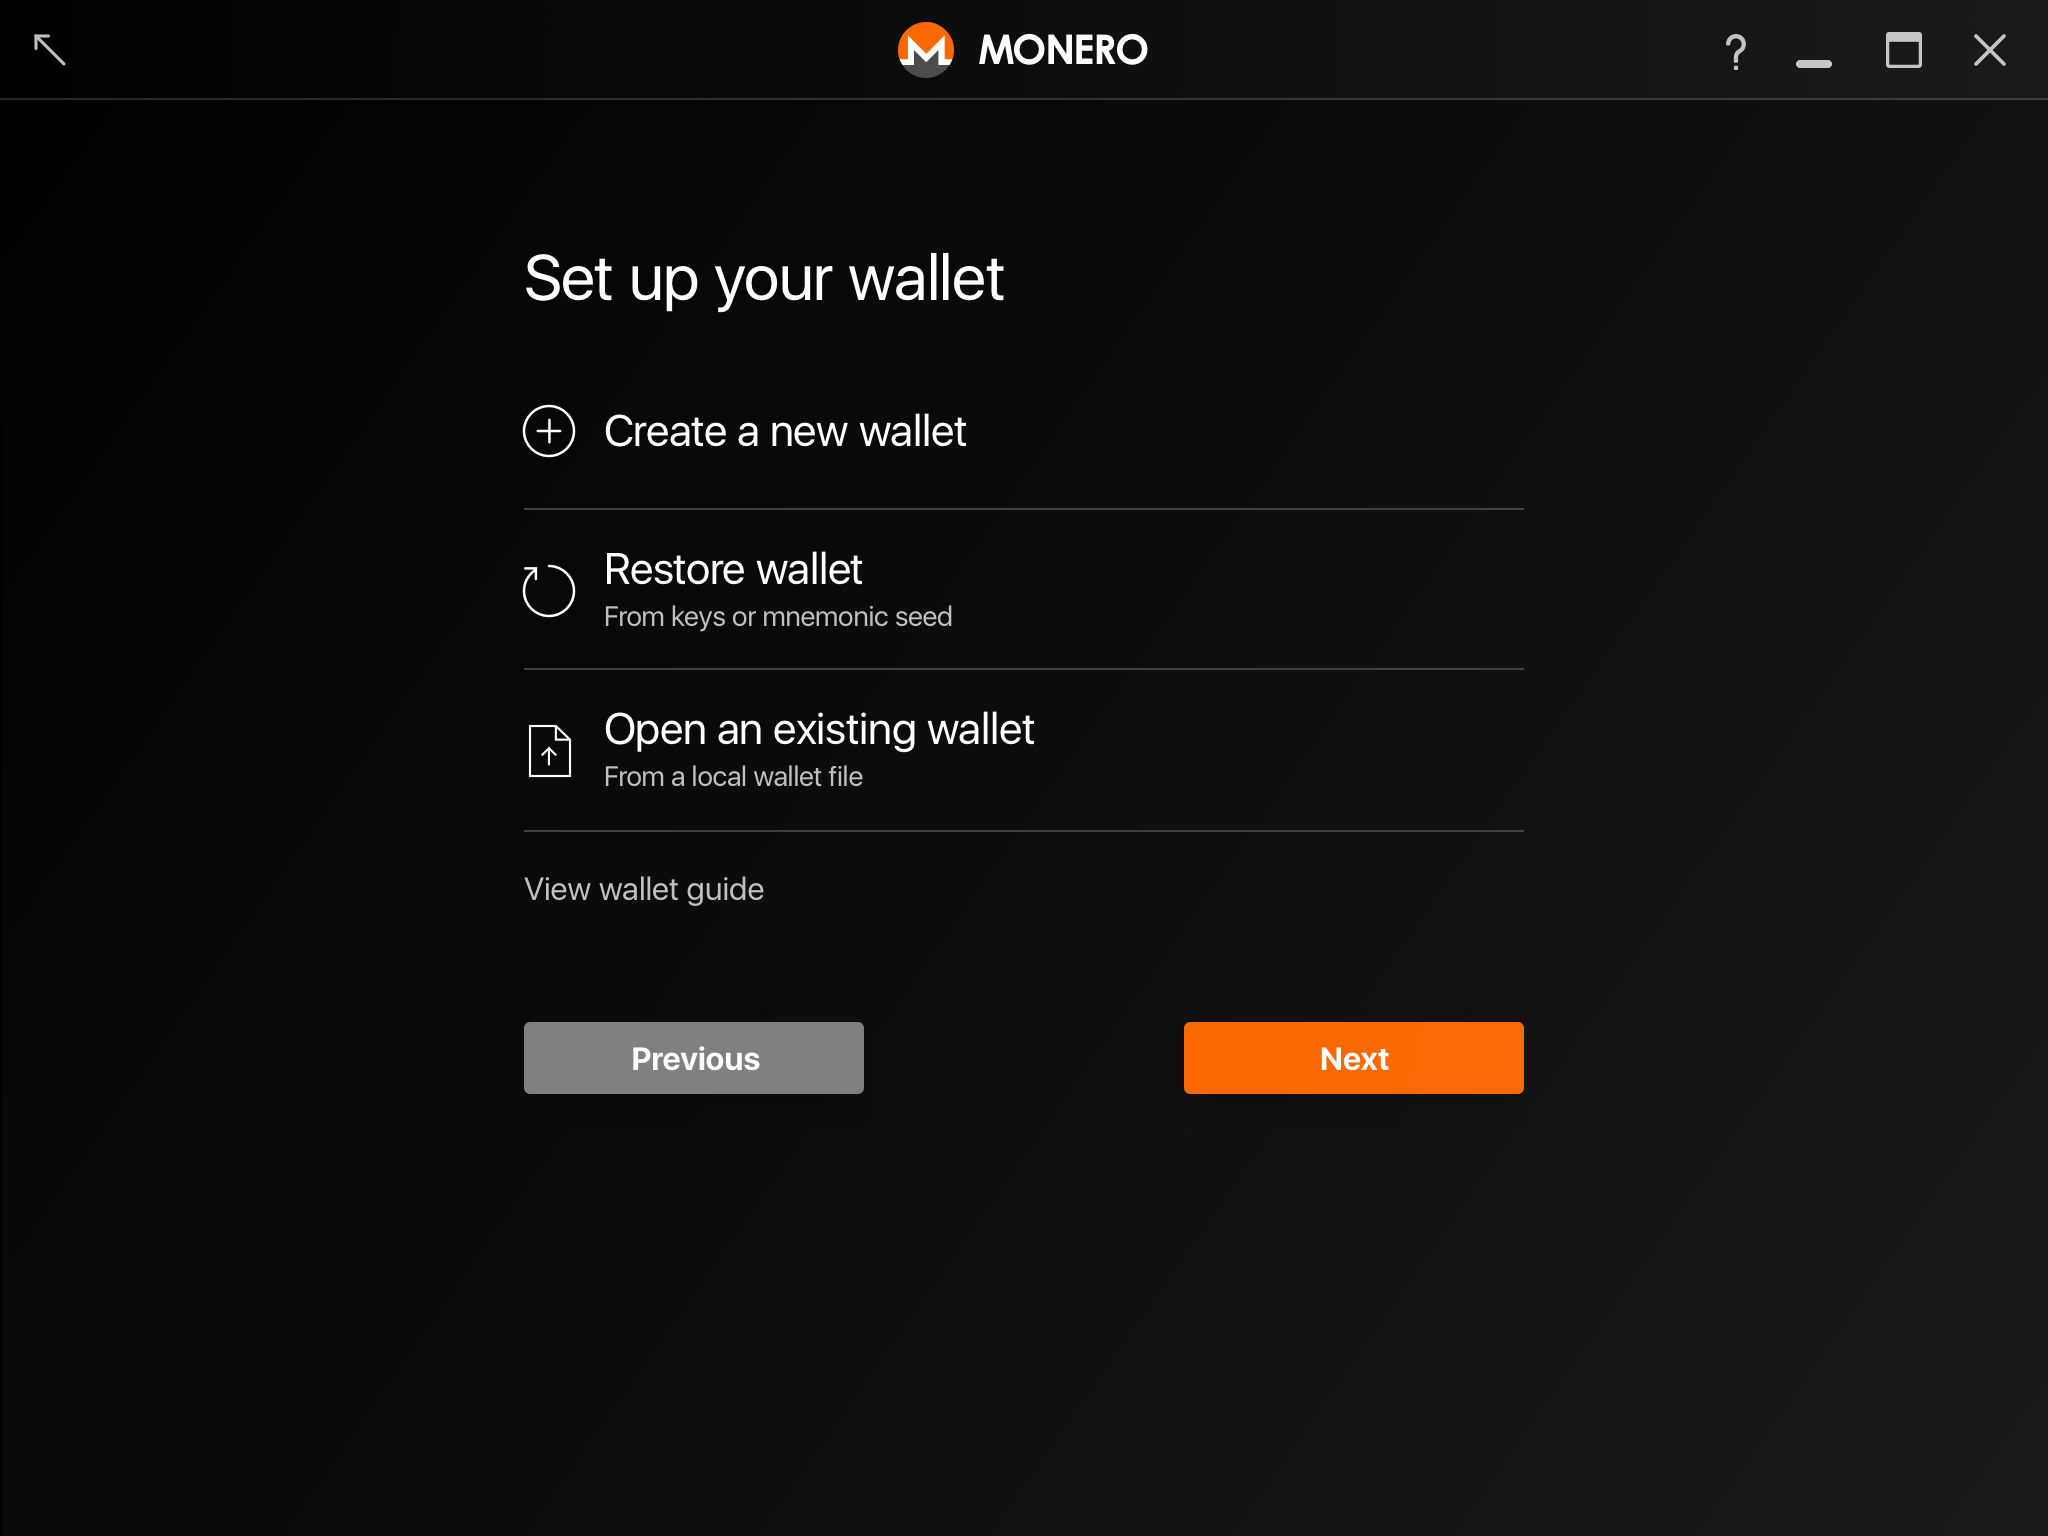 MONERO
Set up your wallet
Create a new wallet
Restore wallet
From keys or mnemonic seed
Open an existing wallet
From a local wallet file
View wallet guide
Previous
Next